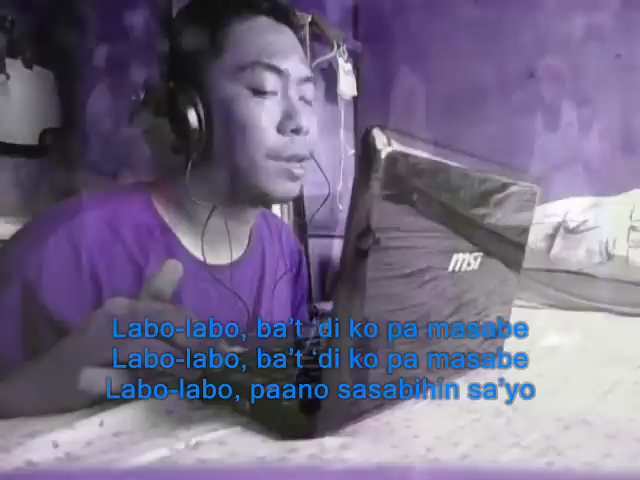 msi
Labo-labo, ba't 'di ko pa masabe
Labo-labo, ba't ‘di ko pa masabe
Labo-labo, paano sasabihin sa'yo